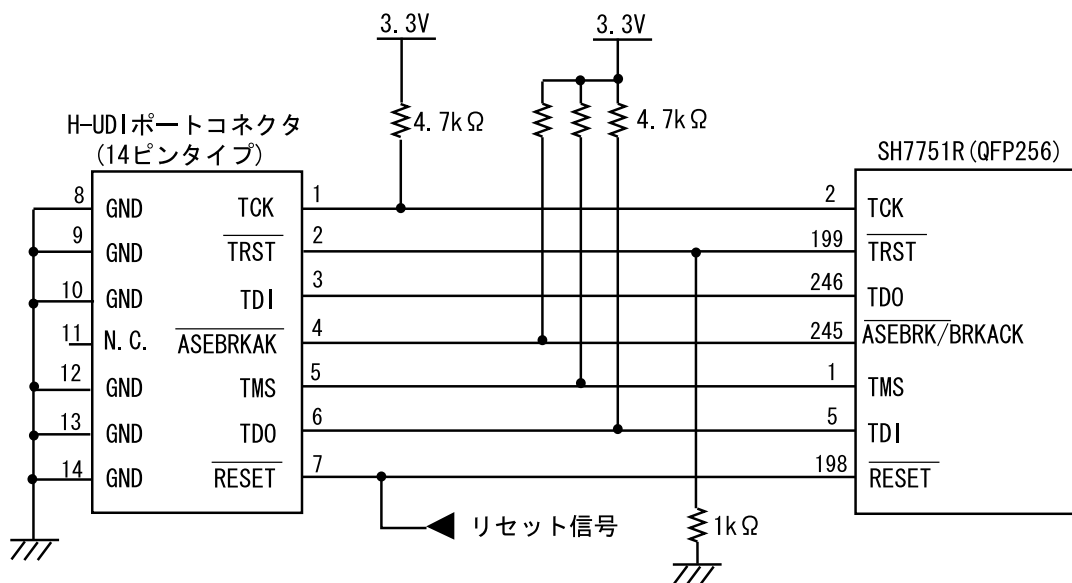 3.3V
3.3V
4.7kΩ
4.7kΩ
H-UDIポートコネクタ
(14ピンタイプ)
SH7751R(QFP256)
8 GND TCK 1 2 TCK
9 GND TRST 2 199 TRST
10 GND TDI 3 246 TDO
11 N.C. ASEBRKAK 4 245 ASEBRK/BRKACK
12 GND TMS 5 1 TMS
13 GND TDO 6 5 TDI
14 GND RESET 7 198 RESET
リセット信号
1kΩ